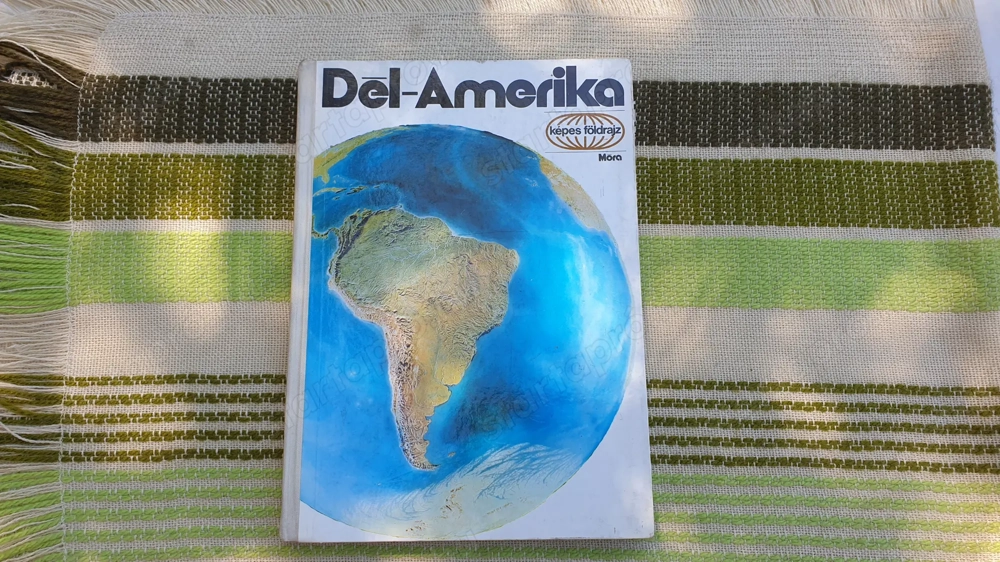 Dél-Amerika
képes földrajz
Móra